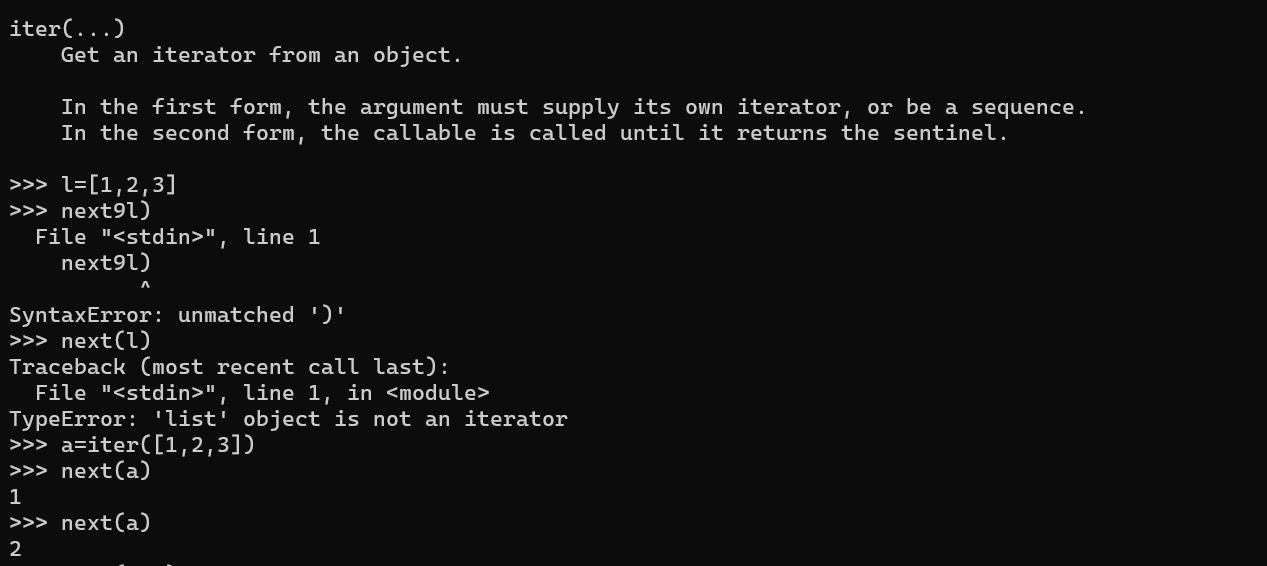 iter(...)
    Get an iterator from an object.

    In the first form, the argument must supply its own iterator, or be a sequence.
    In the second form, the callable is called until it returns the sentinel.

>>> l=[1,2,3]
>>> next9l)
  File "<stdin>", line 1
    next9l)
          ^
SyntaxError: unmatched ')'
>>> next(l)
Traceback (most recent call last):
  File "<stdin>", line 1, in <module>
TypeError: 'list' object is not an iterator
>>> a=iter([1,2,3])
>>> next(a)
1
>>> next(a)
2